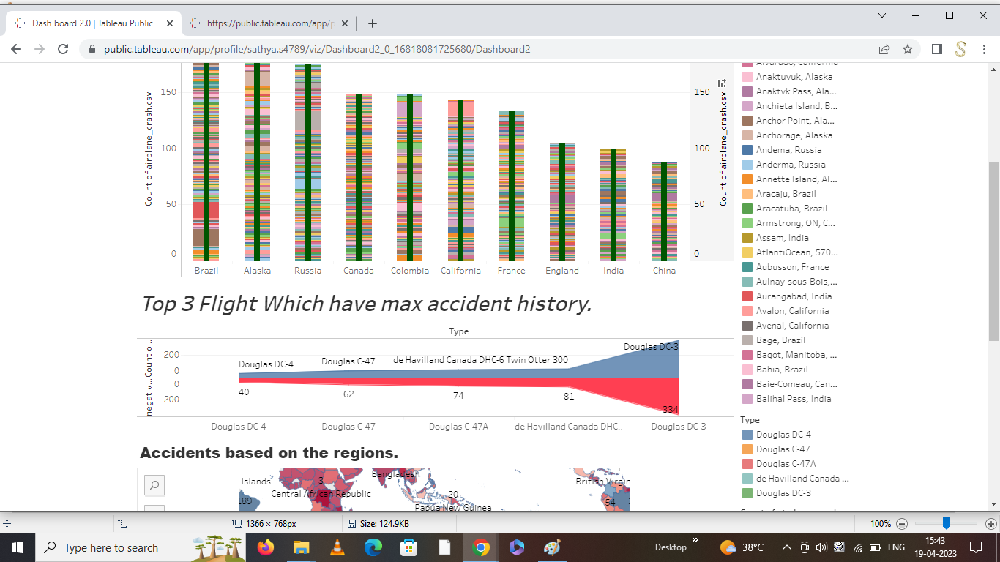 Dash board 2.0 | Tableau Public
https://public.tableau.com/app/p
public.tableau.com/app/profile/sathya.s4789/viz/Dashboard2_0_16818081725680/Dashboard2
Count of airplane_crash.csv
150
100
50
0
150
100
50
0
Count of airplane_crash.csv
Brazil Alaska Russia Canada Colombia California France England India China
Top 3 Flight Which have max accident history.
Type
Count o...
200
0
negativ...
0
-200
Douglas DC-4
Douglas C-47
de Havilland Canada DHC-6 Twin Otter 300
Douglas DC-3
40
62
74
81
334
Douglas DC-4 Douglas C-47 Douglas C-47A de Havilland Canada DHC.. Douglas DC-3
Accidents based on the regions.
Bangladesh
Islands
3
Central African Republic
189
20
Papua New Guinea
British Virgin
54
Alvarado, California
Anaktuvuk, Alaska
Anaktvk Pass, Ala...
Anchieta Island, B...
Anchor Point, Ala...
Anchorage, Alaska
Andema, Russia
Anderma, Russia
Annette Island, Al...
Aracaju, Brazil
Aracatuba, Brazil
Armstrong, ON, C...
Assam, India
AtlantiOcean, 570...
Aubusson, France
Aulnay-sous-Bois,...
Aurangabad, India
Avalon, California
Avenal, California
Bage, Brazil
Bagot, Manitoba, ...
Bahia, Brazil
Baie-Comeau, Can...
Balihal Pass, India
Type
Douglas DC-4
Douglas C-47
Douglas C-47A
de Havilland Canada ...
Douglas DC-3
1366 × 768px
Size: 124.9KB
100%
Type here to search
Desktop
38°C
ENG
15:43
19-04-2023